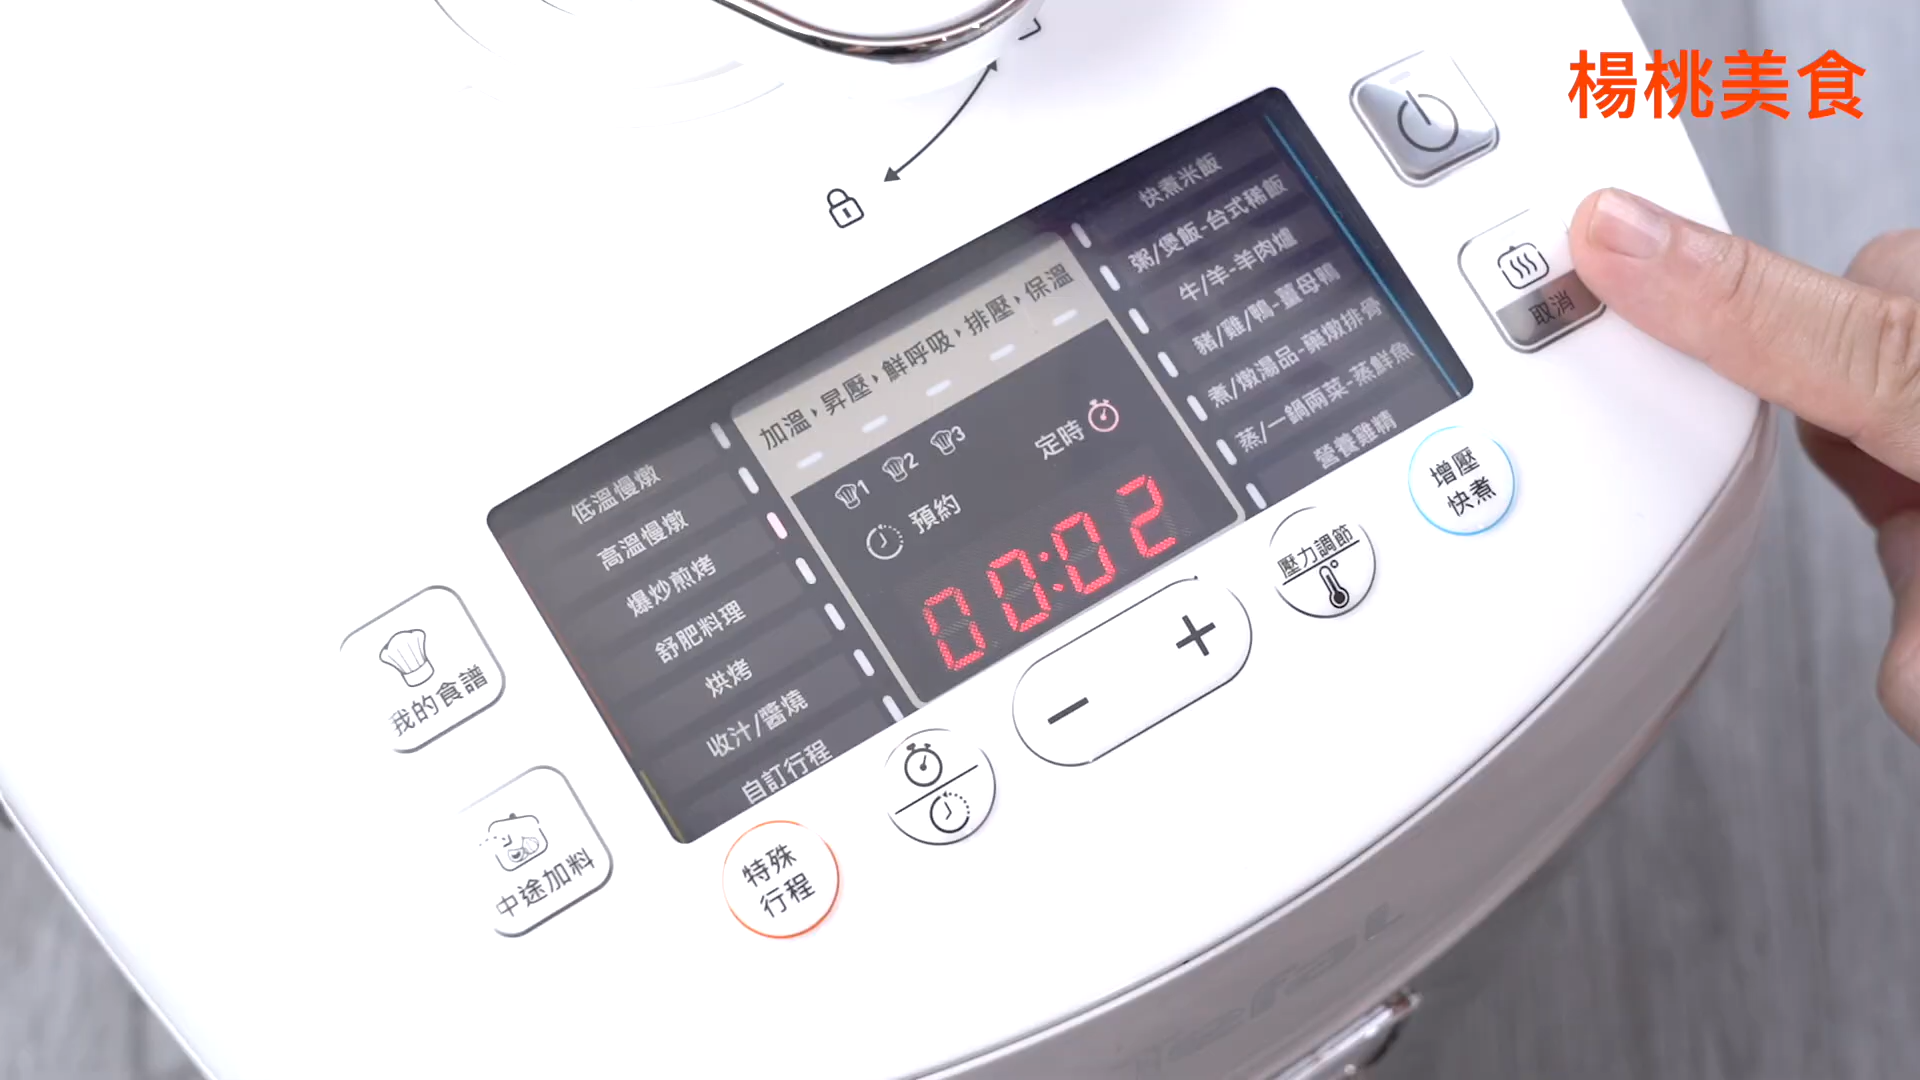 楊桃美食
取消
快煮米飯
粥/煲飯-台式稀飯
牛/羊-羊肉爐
豬/雞/鴨-薑母鴨
煮/燉湯品-藥燉排骨
蒸/一鍋兩菜-蒸鮮魚
營養雞精
加溫▸昇壓▸鮮呼吸▸排壓▸保溫
1 2 3
定時
預約
00:02
低溫慢燉
高溫慢燉
爆炒煎烤
舒肥料理
烘烤
收汁/醬燒
自訂行程
增壓
快煮
壓力調節
− +
我的食譜
中途加料
特殊
行程
Tefal